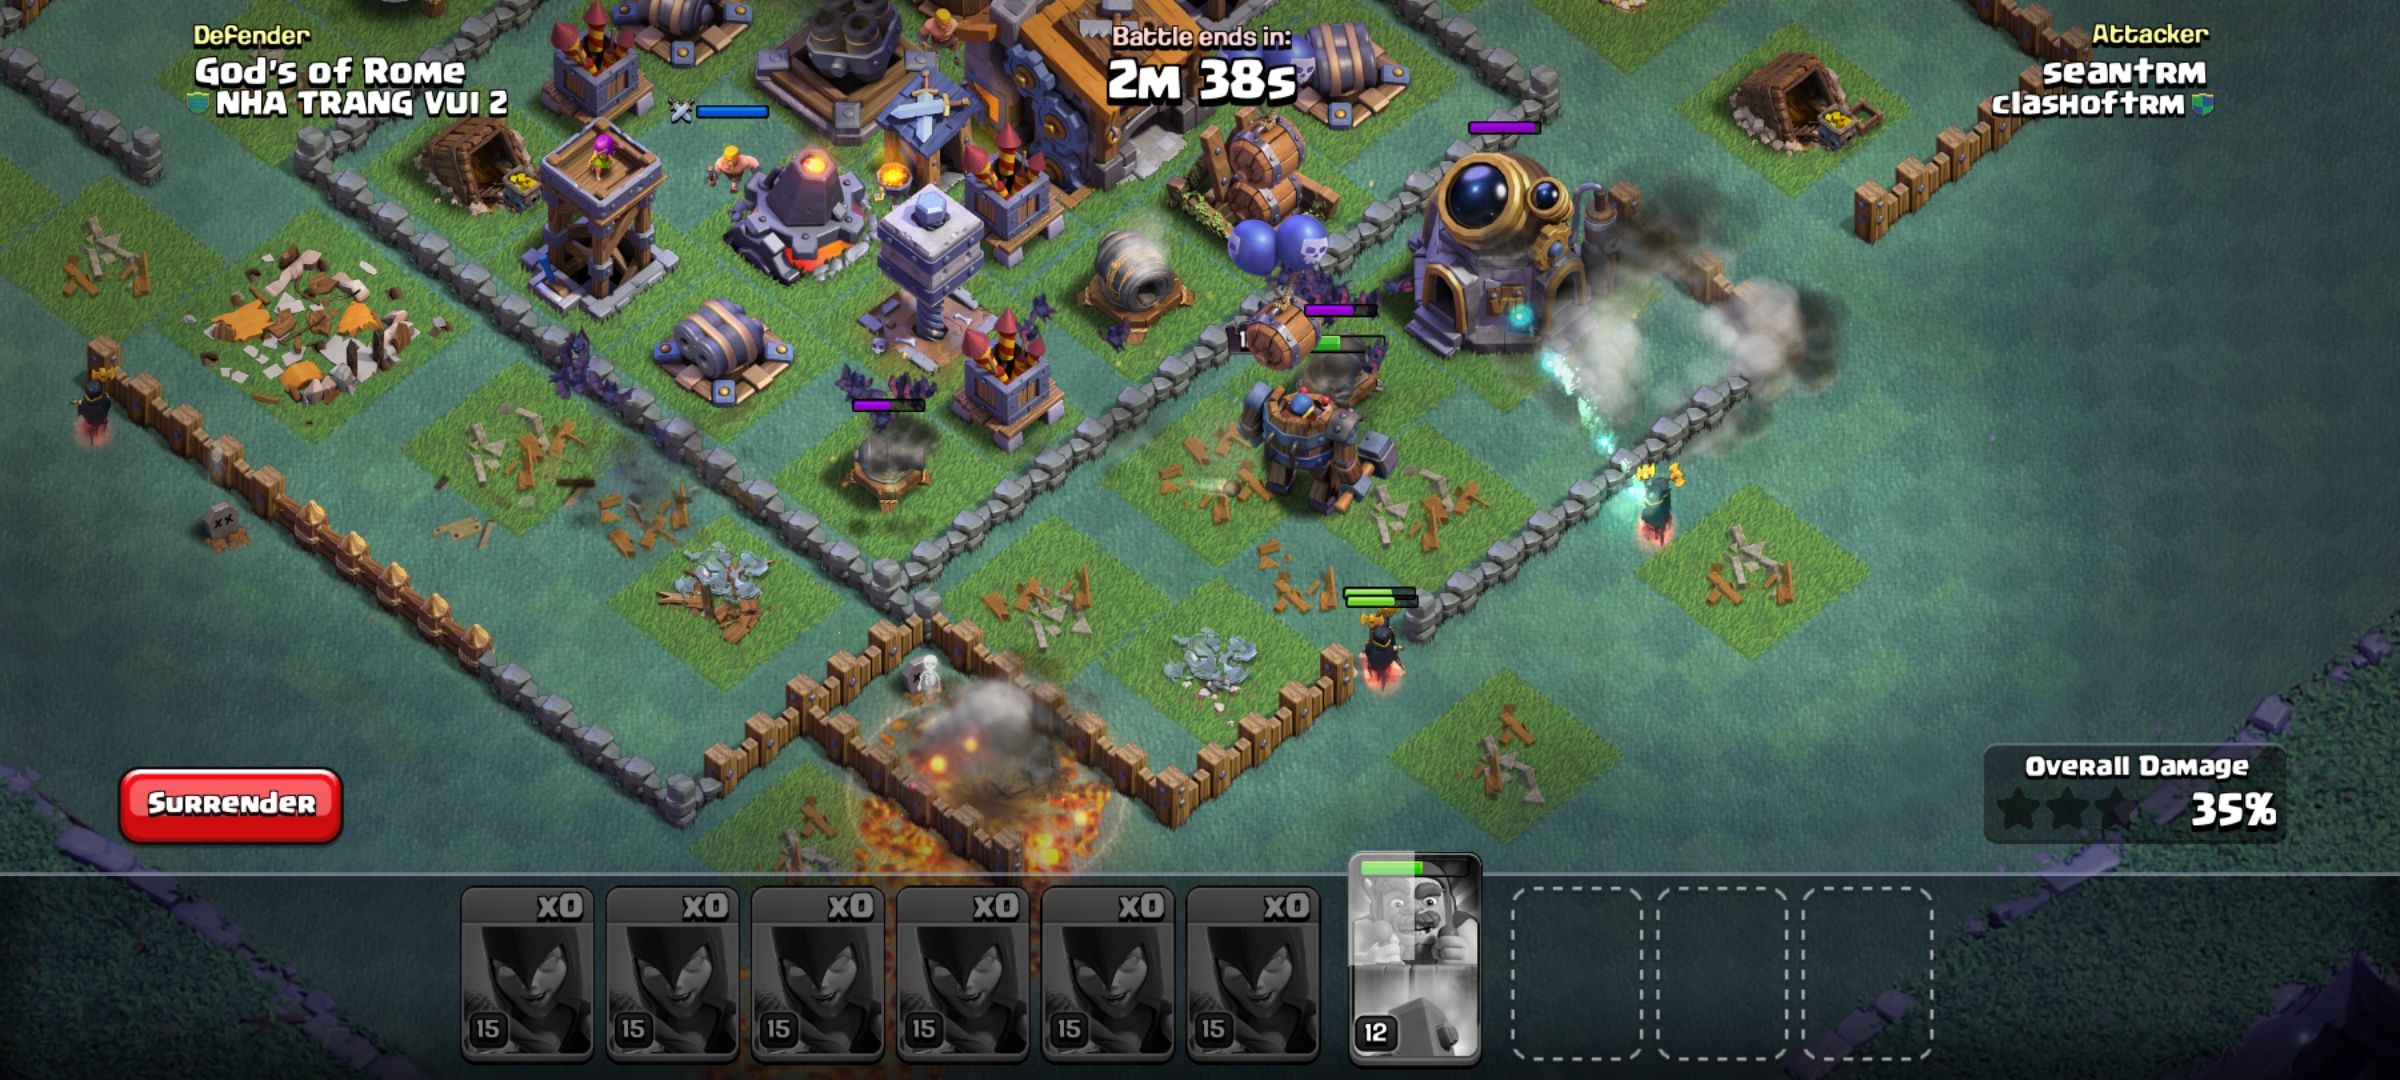 Defender
God's of Rome
NHA TRANG VUI 2
Battle ends in:
2M 38s
Attacker
seantRM
clashoftRM
Surrender
Overall Damage
35%
x0
x0
x0
x0
x0
x0
15
15
15
15
15
15
12